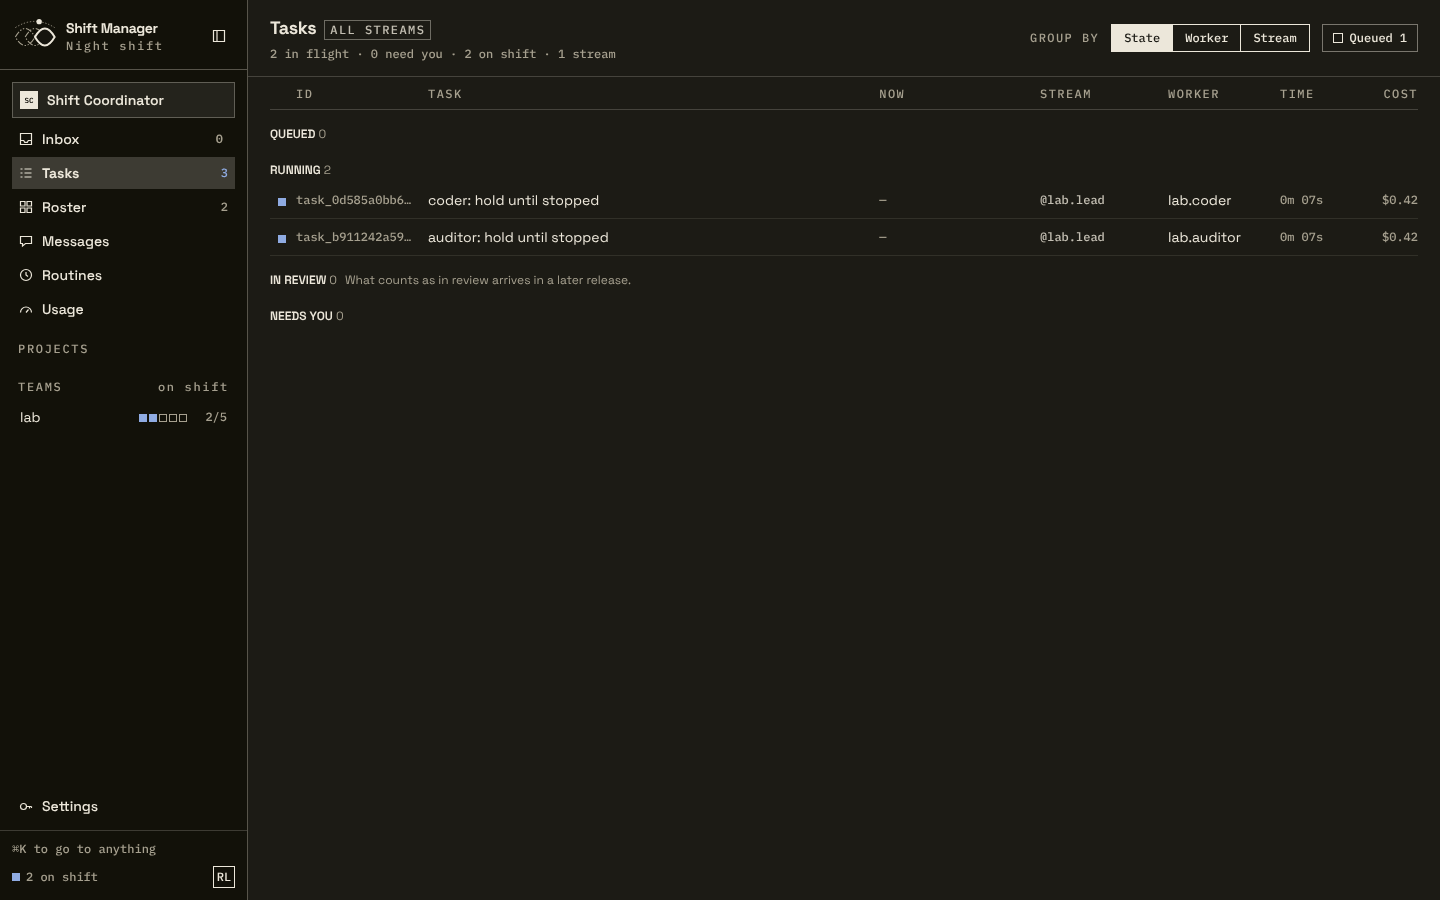 Shift Manager
Night shift
SC Shift Coordinator
Inbox 0
Tasks 3
Roster 2
Messages
Routines
Usage
PROJECTS
TEAMS on shift
lab 2/5
Settings
⌘K to go to anything
2 on shift RL
Tasks ALL STREAMS
2 in flight · 0 need you · 2 on shift · 1 stream
GROUP BY State Worker Stream Queued 1
ID TASK NOW STREAM WORKER TIME COST
QUEUED 0
RUNNING 2
task_0d585a0bb6… coder: hold until stopped — @lab.lead lab.coder 0m 07s $0.42
task_b911242a59… auditor: hold until stopped — @lab.lead lab.auditor 0m 07s $0.42
IN REVIEW 0 What counts as in review arrives in a later release.
NEEDS YOU 0